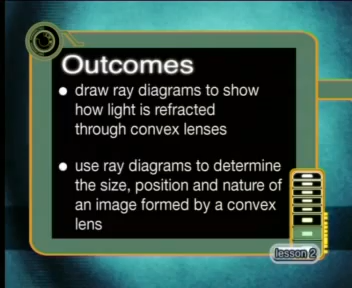 Outcomes
• draw ray diagrams to show
how light is refracted
through convex lenses
• use ray diagrams to determine
the size, position and nature of
an image formed by a convex
lens
lesson 2